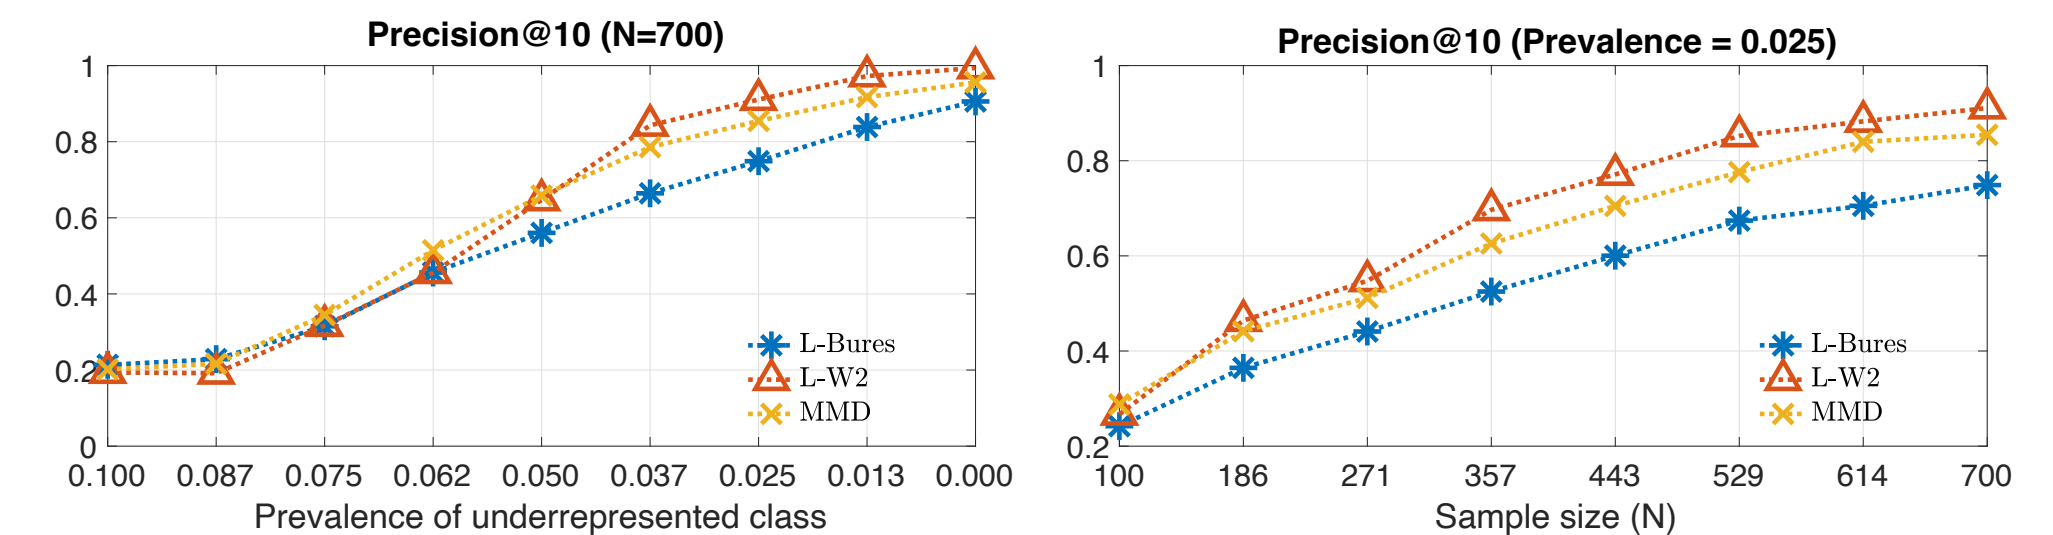 Precision@10 (N=700)
1
0.8
0.6
0.4
0.2
0
0.100 0.087 0.075 0.062 0.050 0.037 0.025 0.013 0.000
Prevalence of underrepresented class
L-Bures
L-W2
MMD
Precision@10 (Prevalence = 0.025)
1
0.8
0.6
0.4
0.2
100 186 271 357 443 529 614 700
Sample size (N)
L-Bures
L-W2
MMD